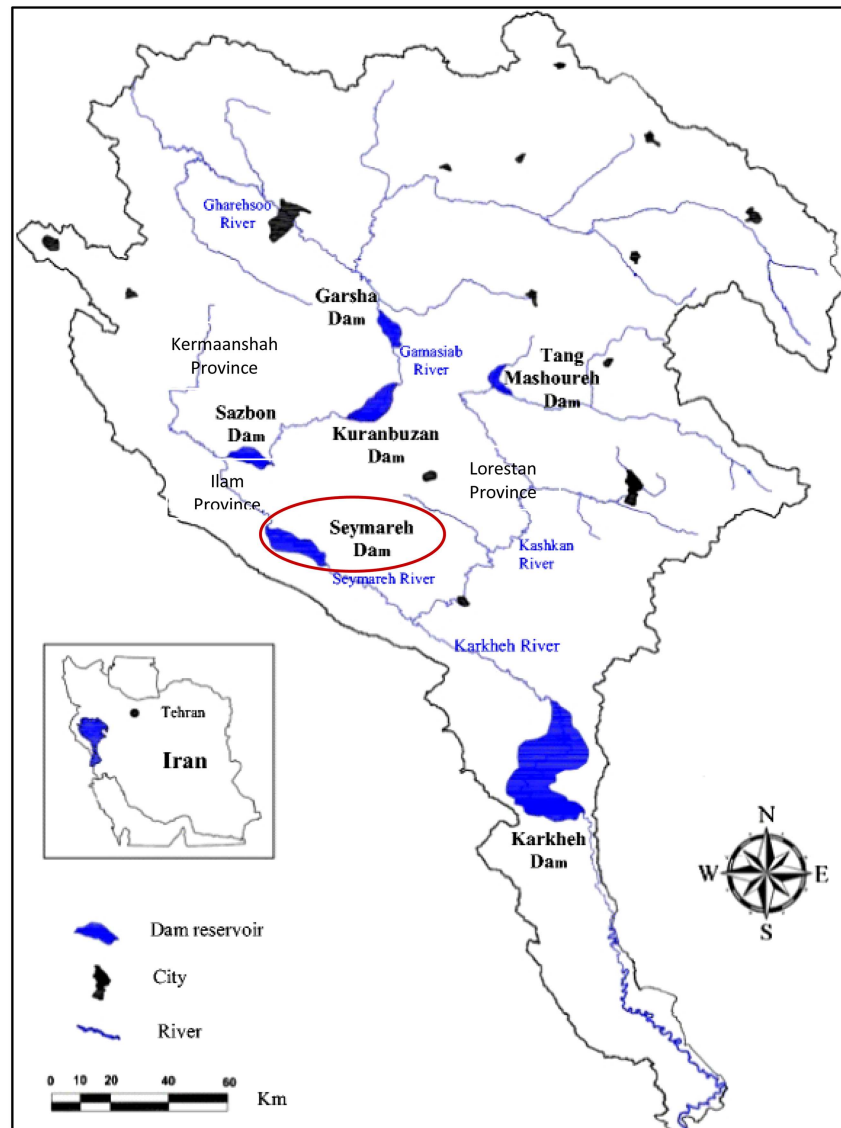 Gharehsoo
River
Garsha
Dam
Kermaanshah
Province
Gamasiab
River
Tang
Mashoureh
Dam
Sazbon
Dam
Kuranbuzan
Dam
Ilam
Province
Lorestan
Province
Seymareh
Dam
Kashkan
River
Seymareh River
Karkheh River
Tehran
Iran
Karkheh
Dam
N
W
E
S
Dam reservoir
City
River
0 10 20 40 60
Km